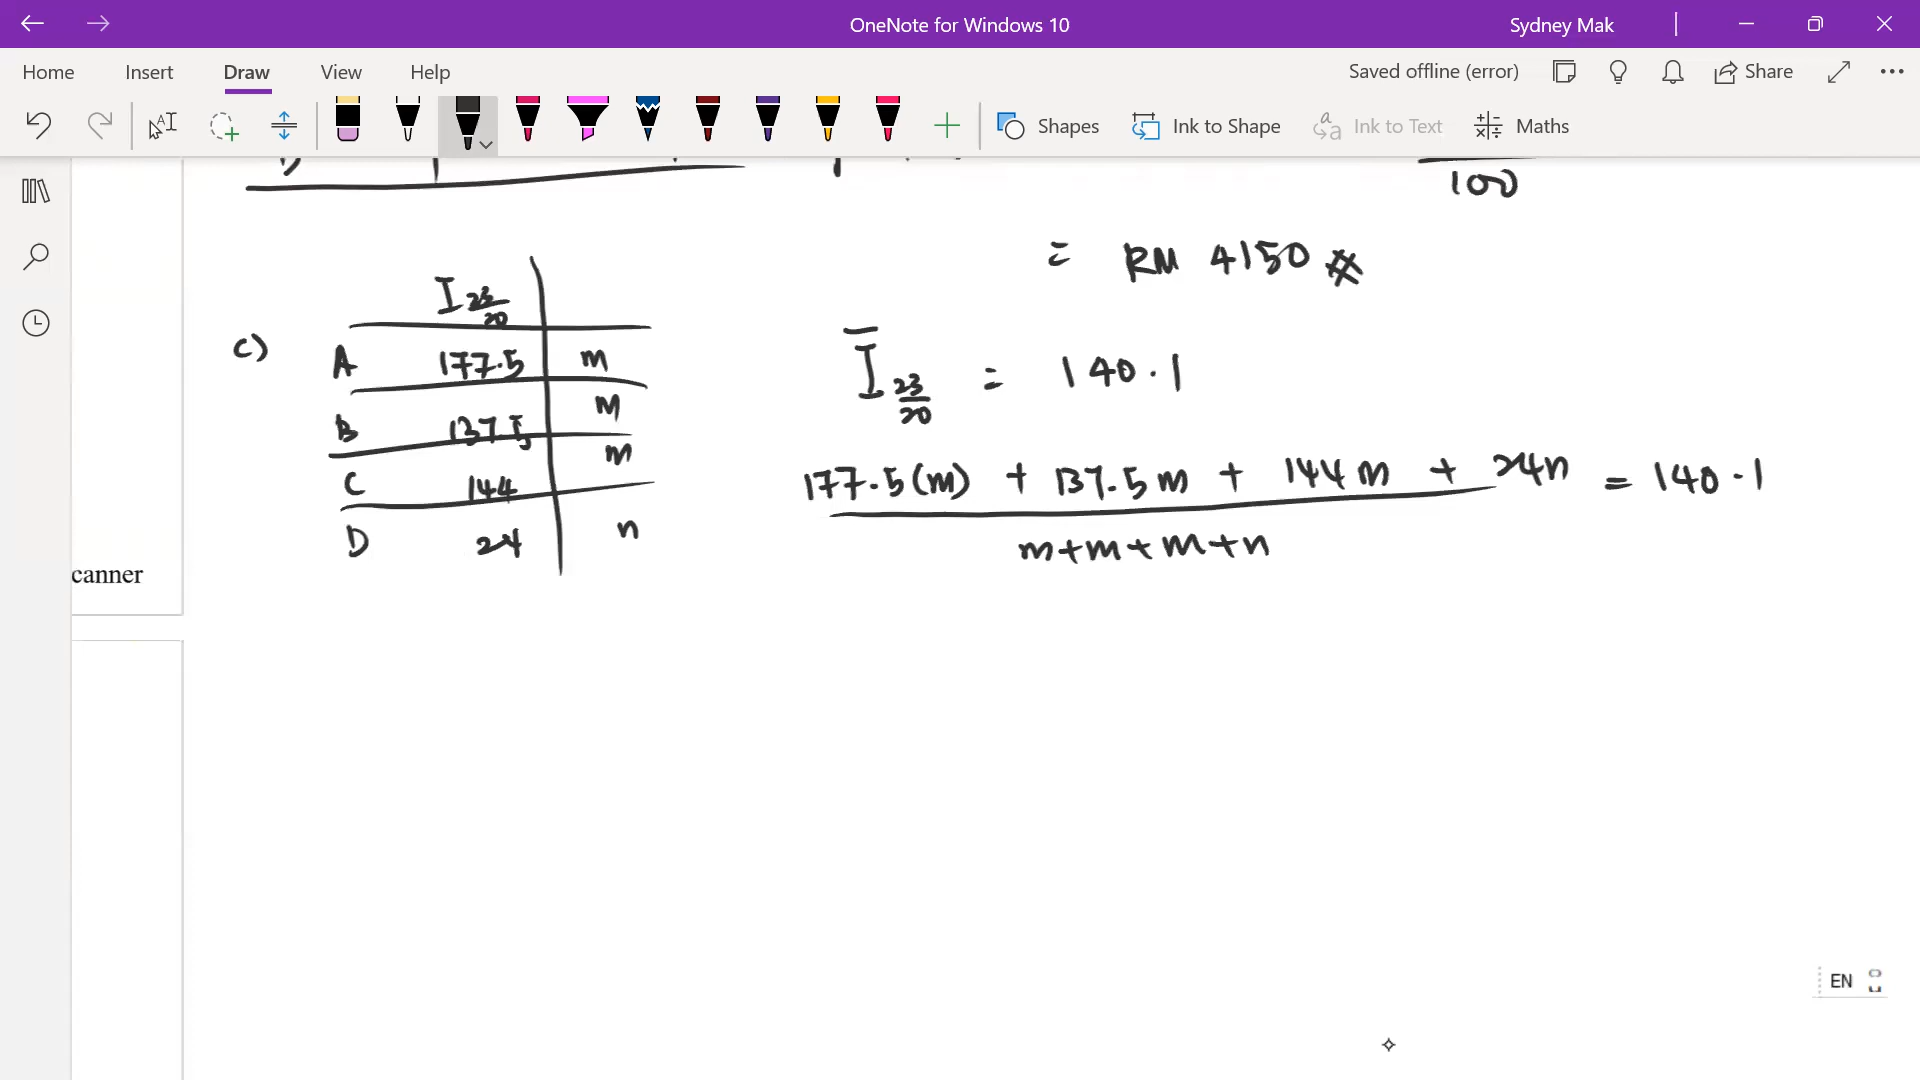 OneNote for Windows 10 Sydney Mak
Home Insert Draw View Help Saved offline (error) Share
Shapes Ink to Shape Ink to Text Maths
100
= RM 4150 #
I 23/20
c) A 177.5 m
B 137.5 m
C 144 m
D 24 n
Ī 23/20 = 140.1
177.5(m) + 137.5m + 144m + 24n = 140.1
m+m+m+n
canner
EN